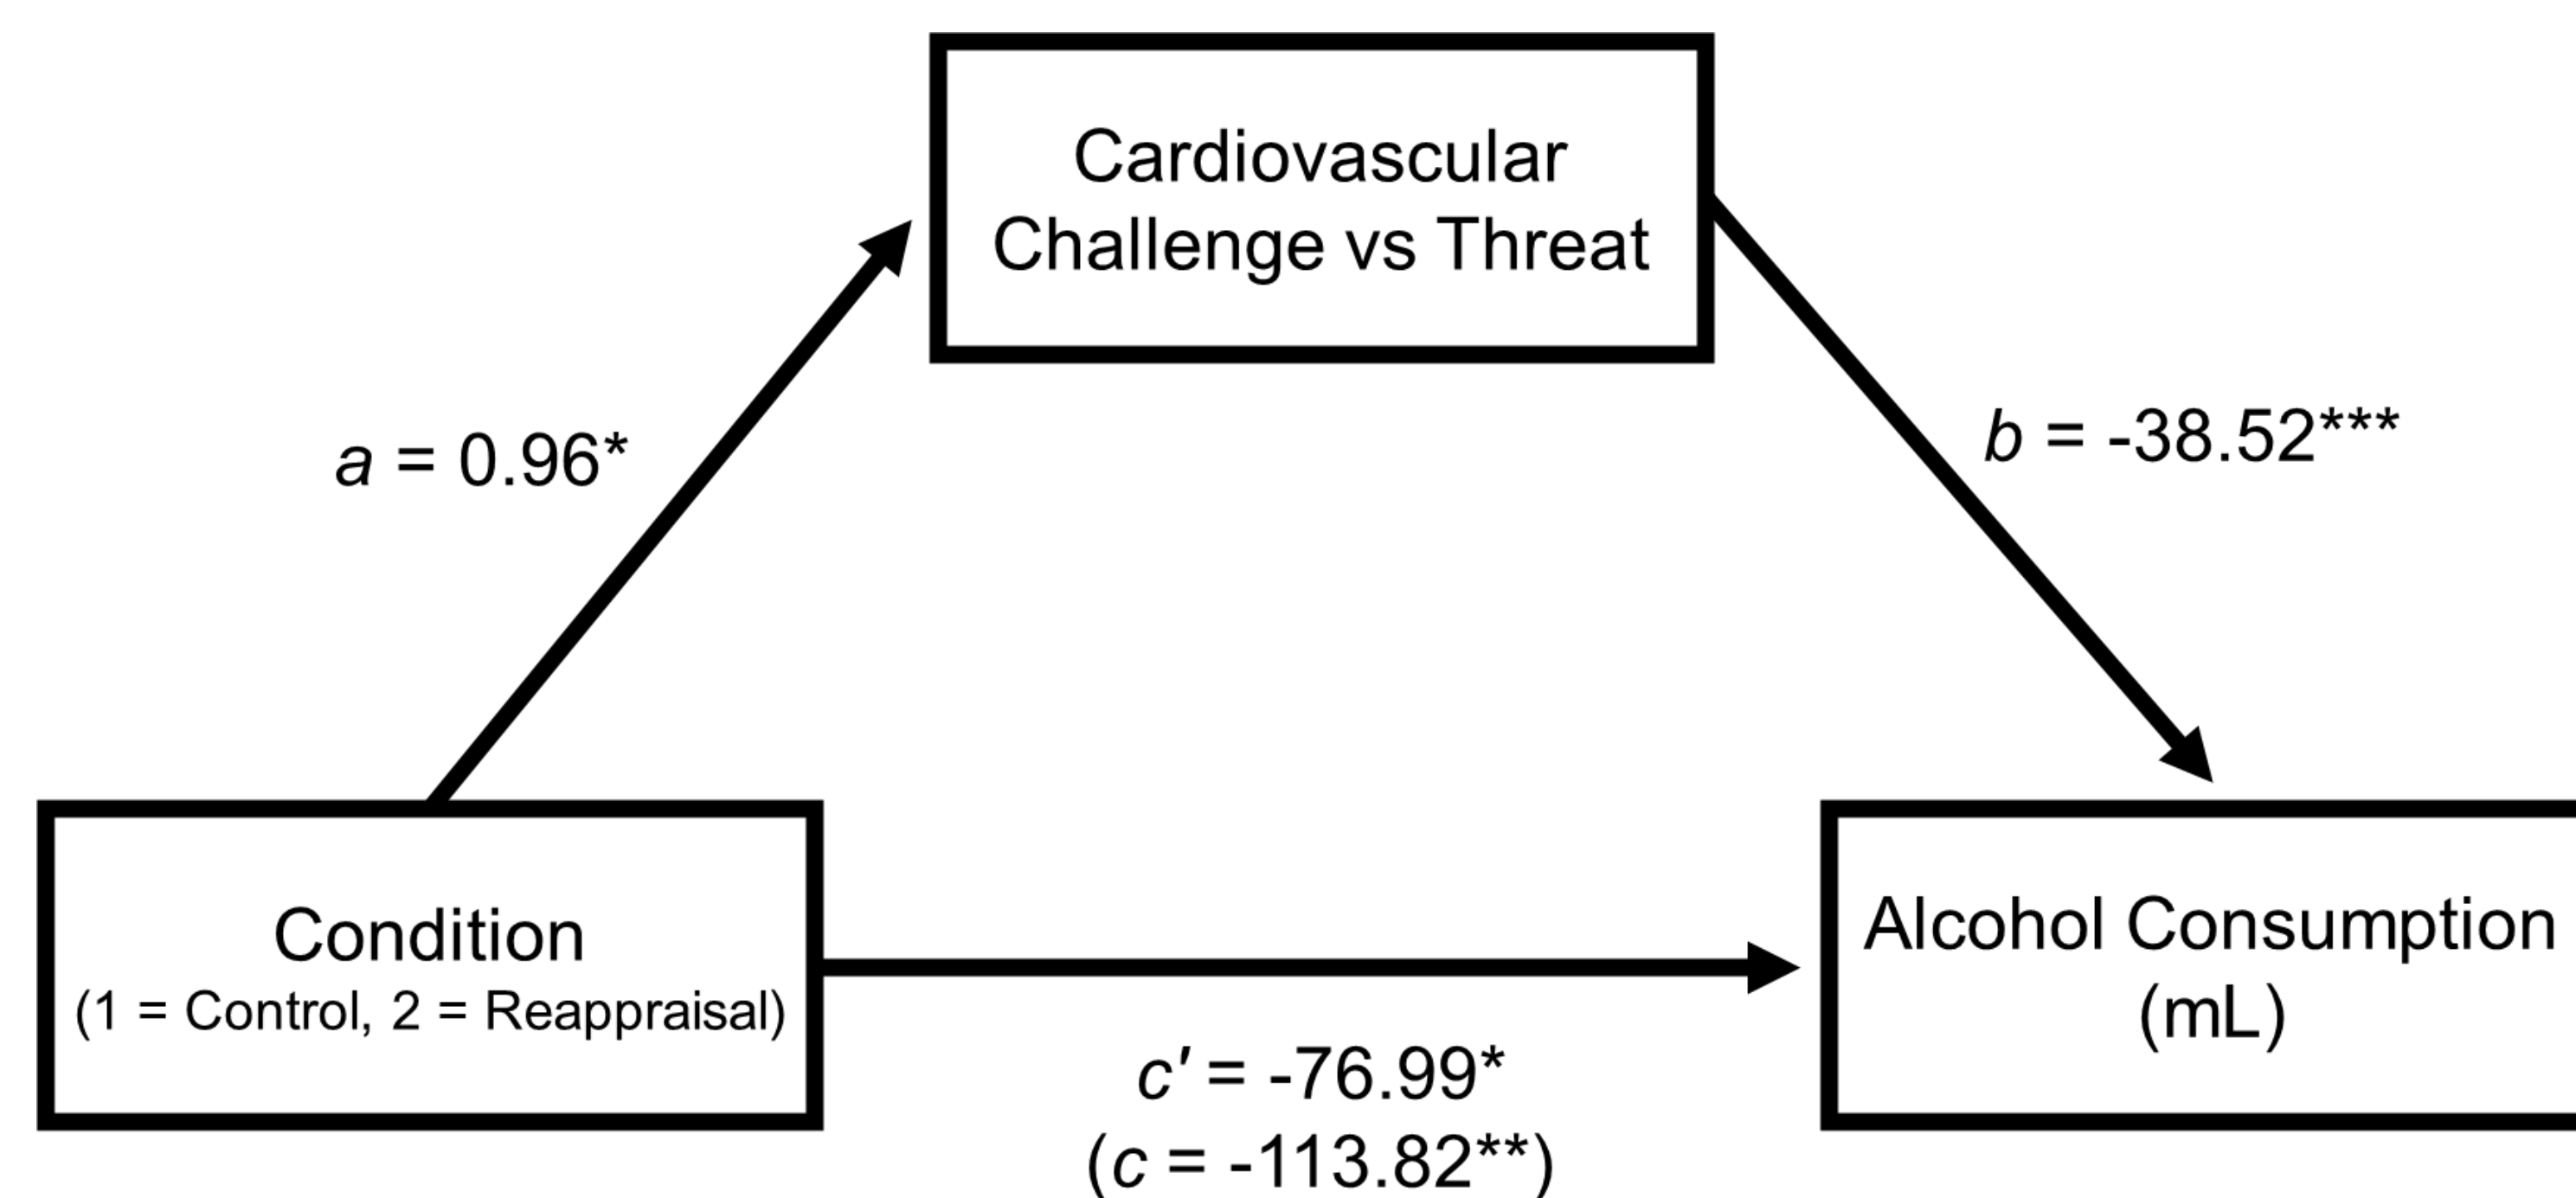 Cardiovascular
Challenge vs Threat
a = 0.96*
b = -38.52***
Condition
(1 = Control, 2 = Reappraisal)
Alcohol Consumption
(mL)
c' = -76.99*
(c = -113.82**)